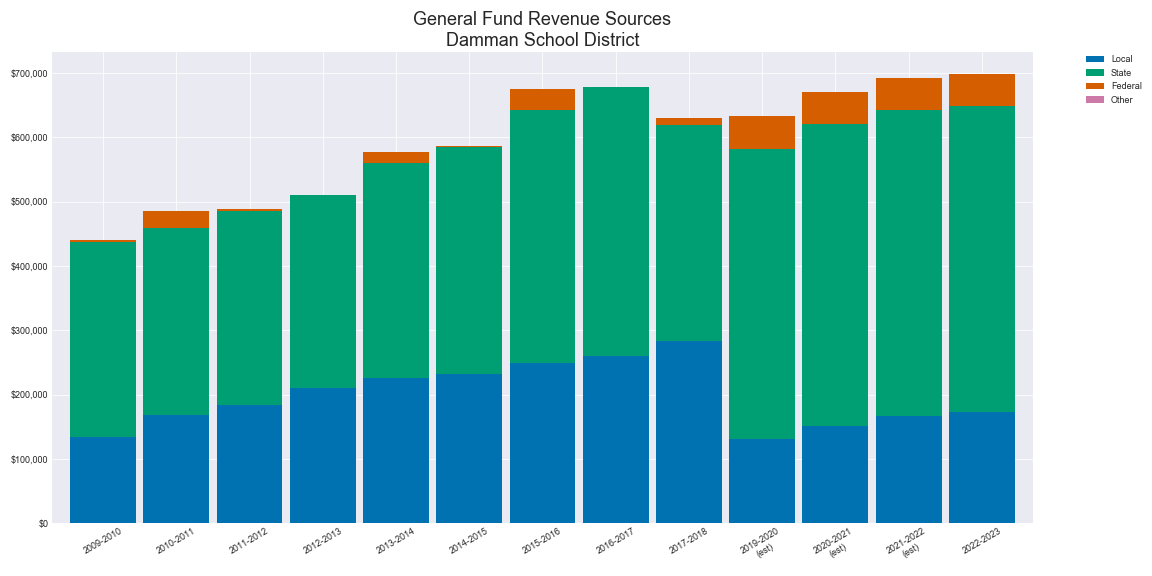 General Fund Revenue Sources
Damman School District
Local
State
Federal
Other
$700,000
$600,000
$500,000
$400,000
$300,000
$200,000
$100,000
$0
2009-2010
2010-2011
2011-2012
2012-2013
2013-2014
2014-2015
2015-2016
2016-2017
2017-2018
2019-2020
(est)
2020-2021
(est)
2021-2022
(est)
2022-2023